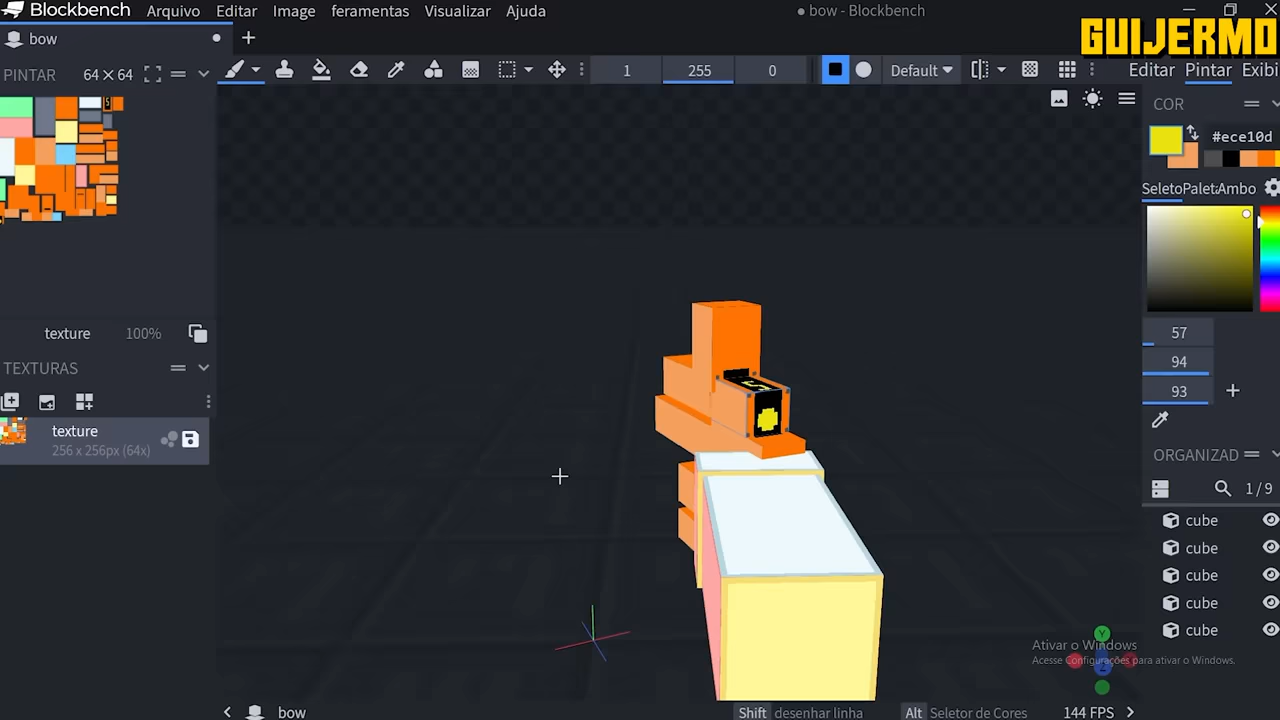 Blockbench
Arquivo
Editar
Image
feramentas
Visualizar
Ajuda
● bow - Blockbench
GUIJERMO
bow
PINTAR
64 × 64
1
255
0
Default
Editar
Pintar
Exibi
COR
#ece10d
SeletoPaletaAmbo
texture
100%
57
94
93
TEXTURAS
texture
256 x 256px (64x)
ORGANIZAD
1 / 9
cube
cube
cube
cube
cube
Ativar o Windows
Acesse Configurações para ativar o Windows.
bow
Shift desenhar linha
Alt Seletor de Cores
144 FPS